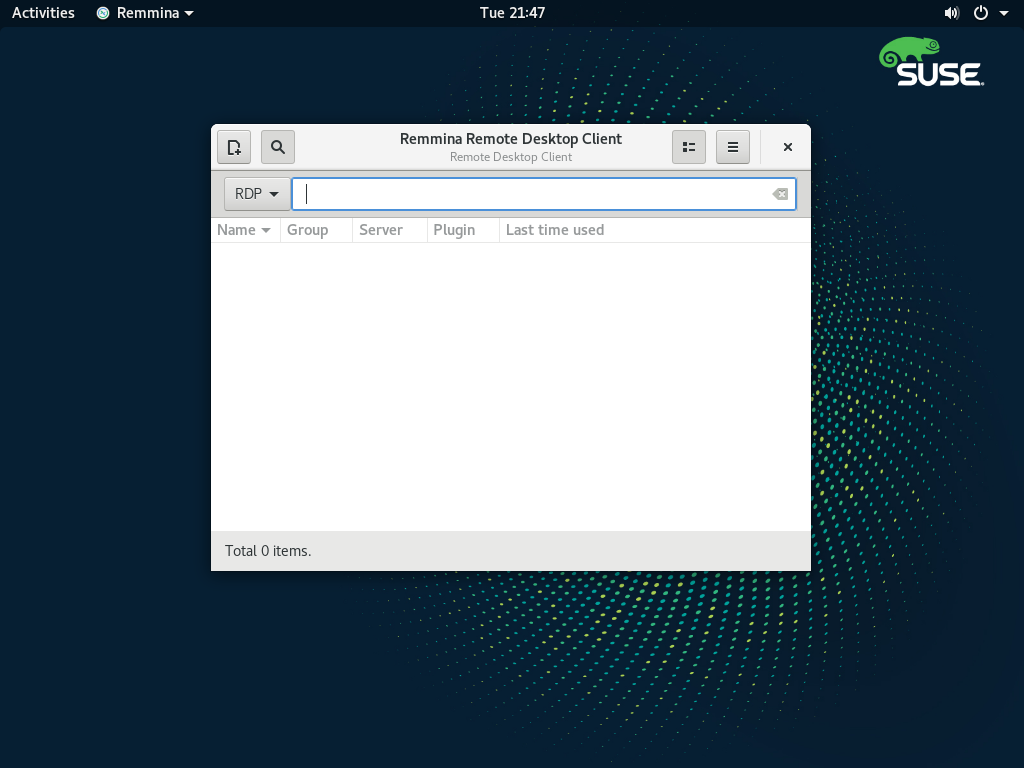 Activities Remmina Tue 21:47
SUSE
Remmina Remote Desktop Client
Remote Desktop Client
RDP
Name Group Server Plugin Last time used
Total 0 items.